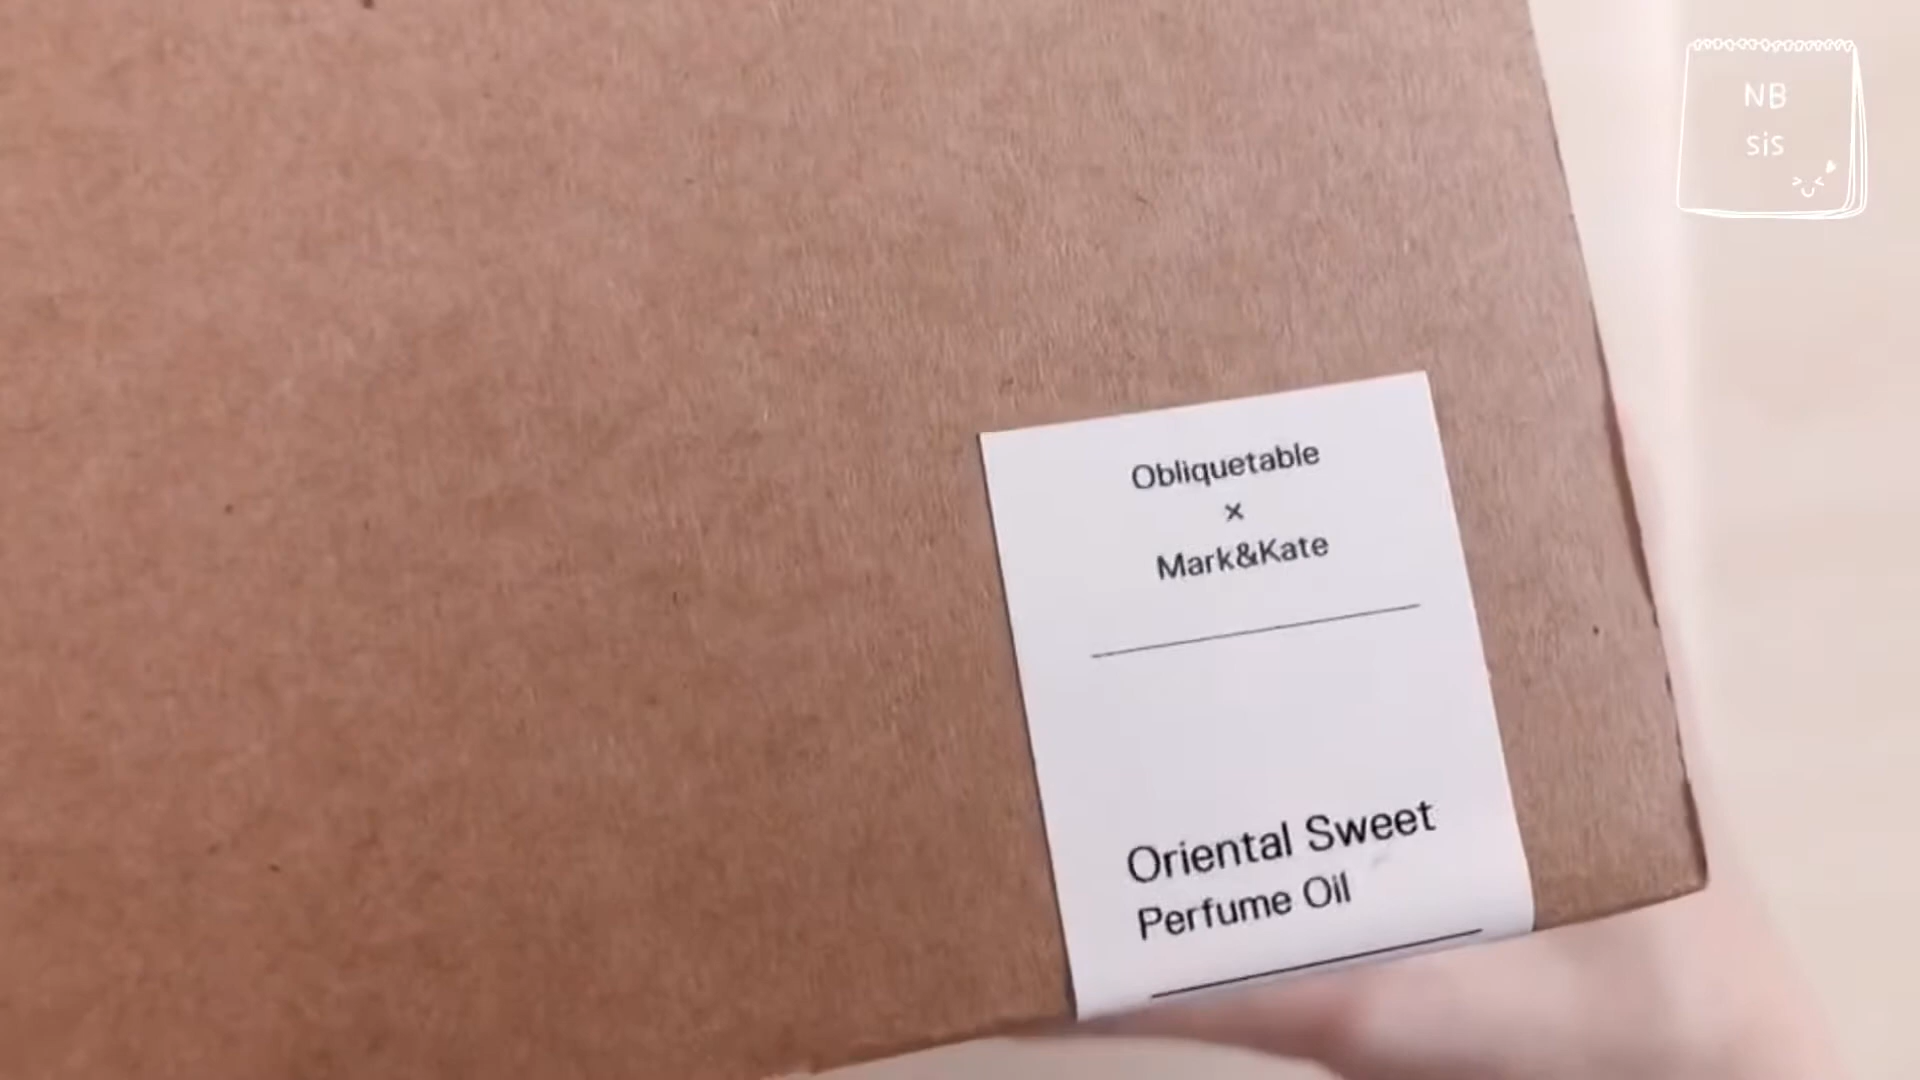 NB
sis
Obliquetable
×
Mark&Kate
Oriental Sweet
Perfume Oil